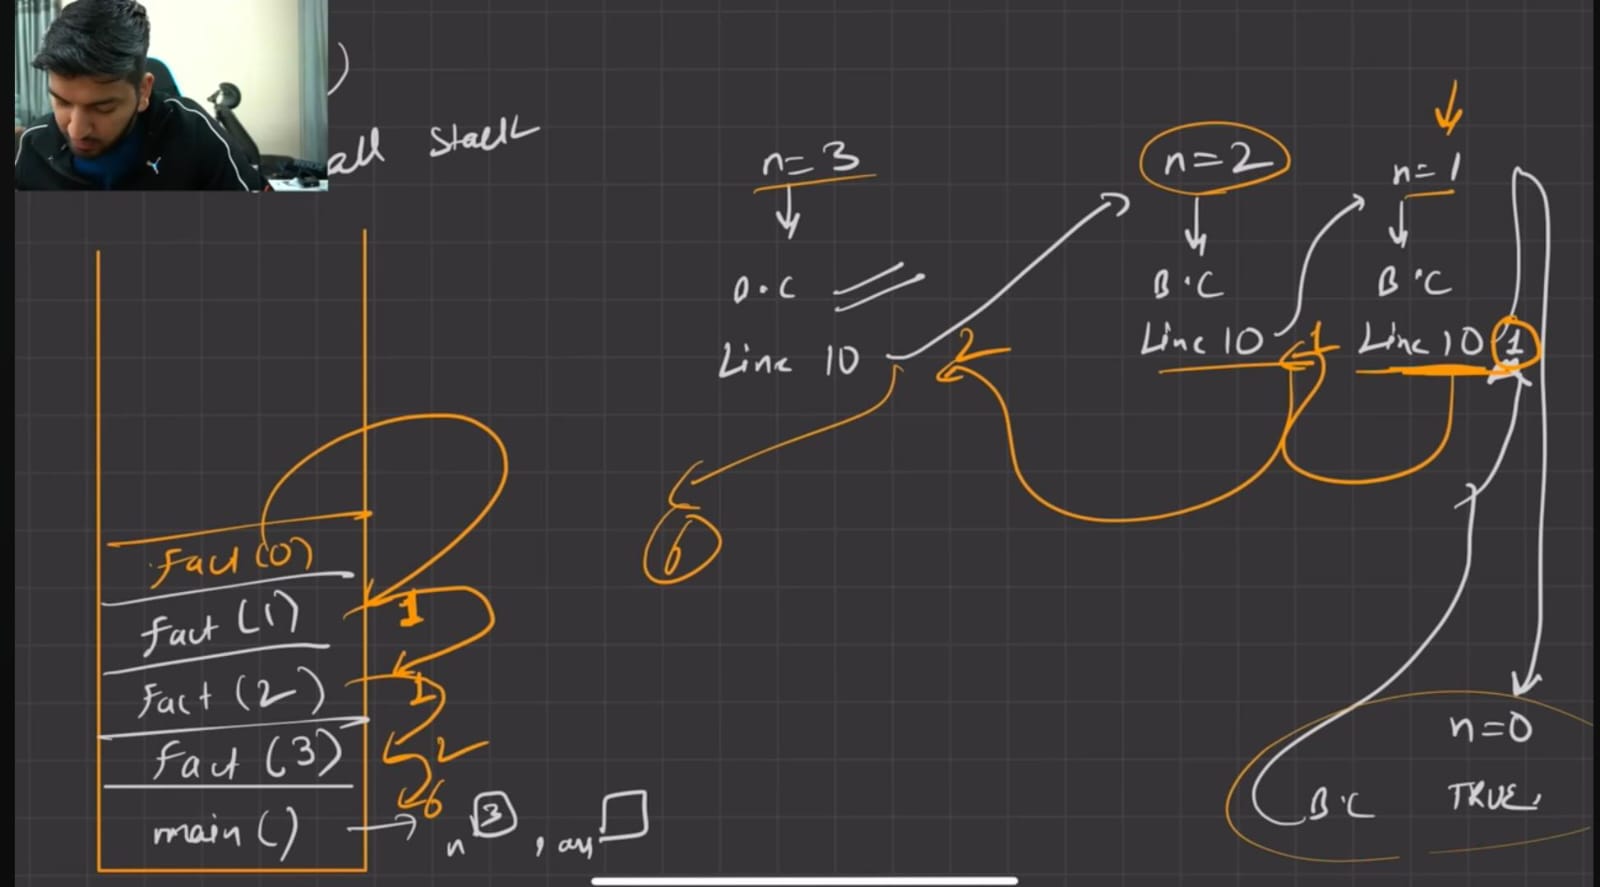 )
all Stack
n=3
n=2
n=1
B.C
B.C
B.C
Line 10
2
Line 10
1
Line 10
1
6
fact (0)
fact (1)
1
fact (2)
1
fact (3)
2
6
main ()
n 3 ,
n=0
B.C TRUE.